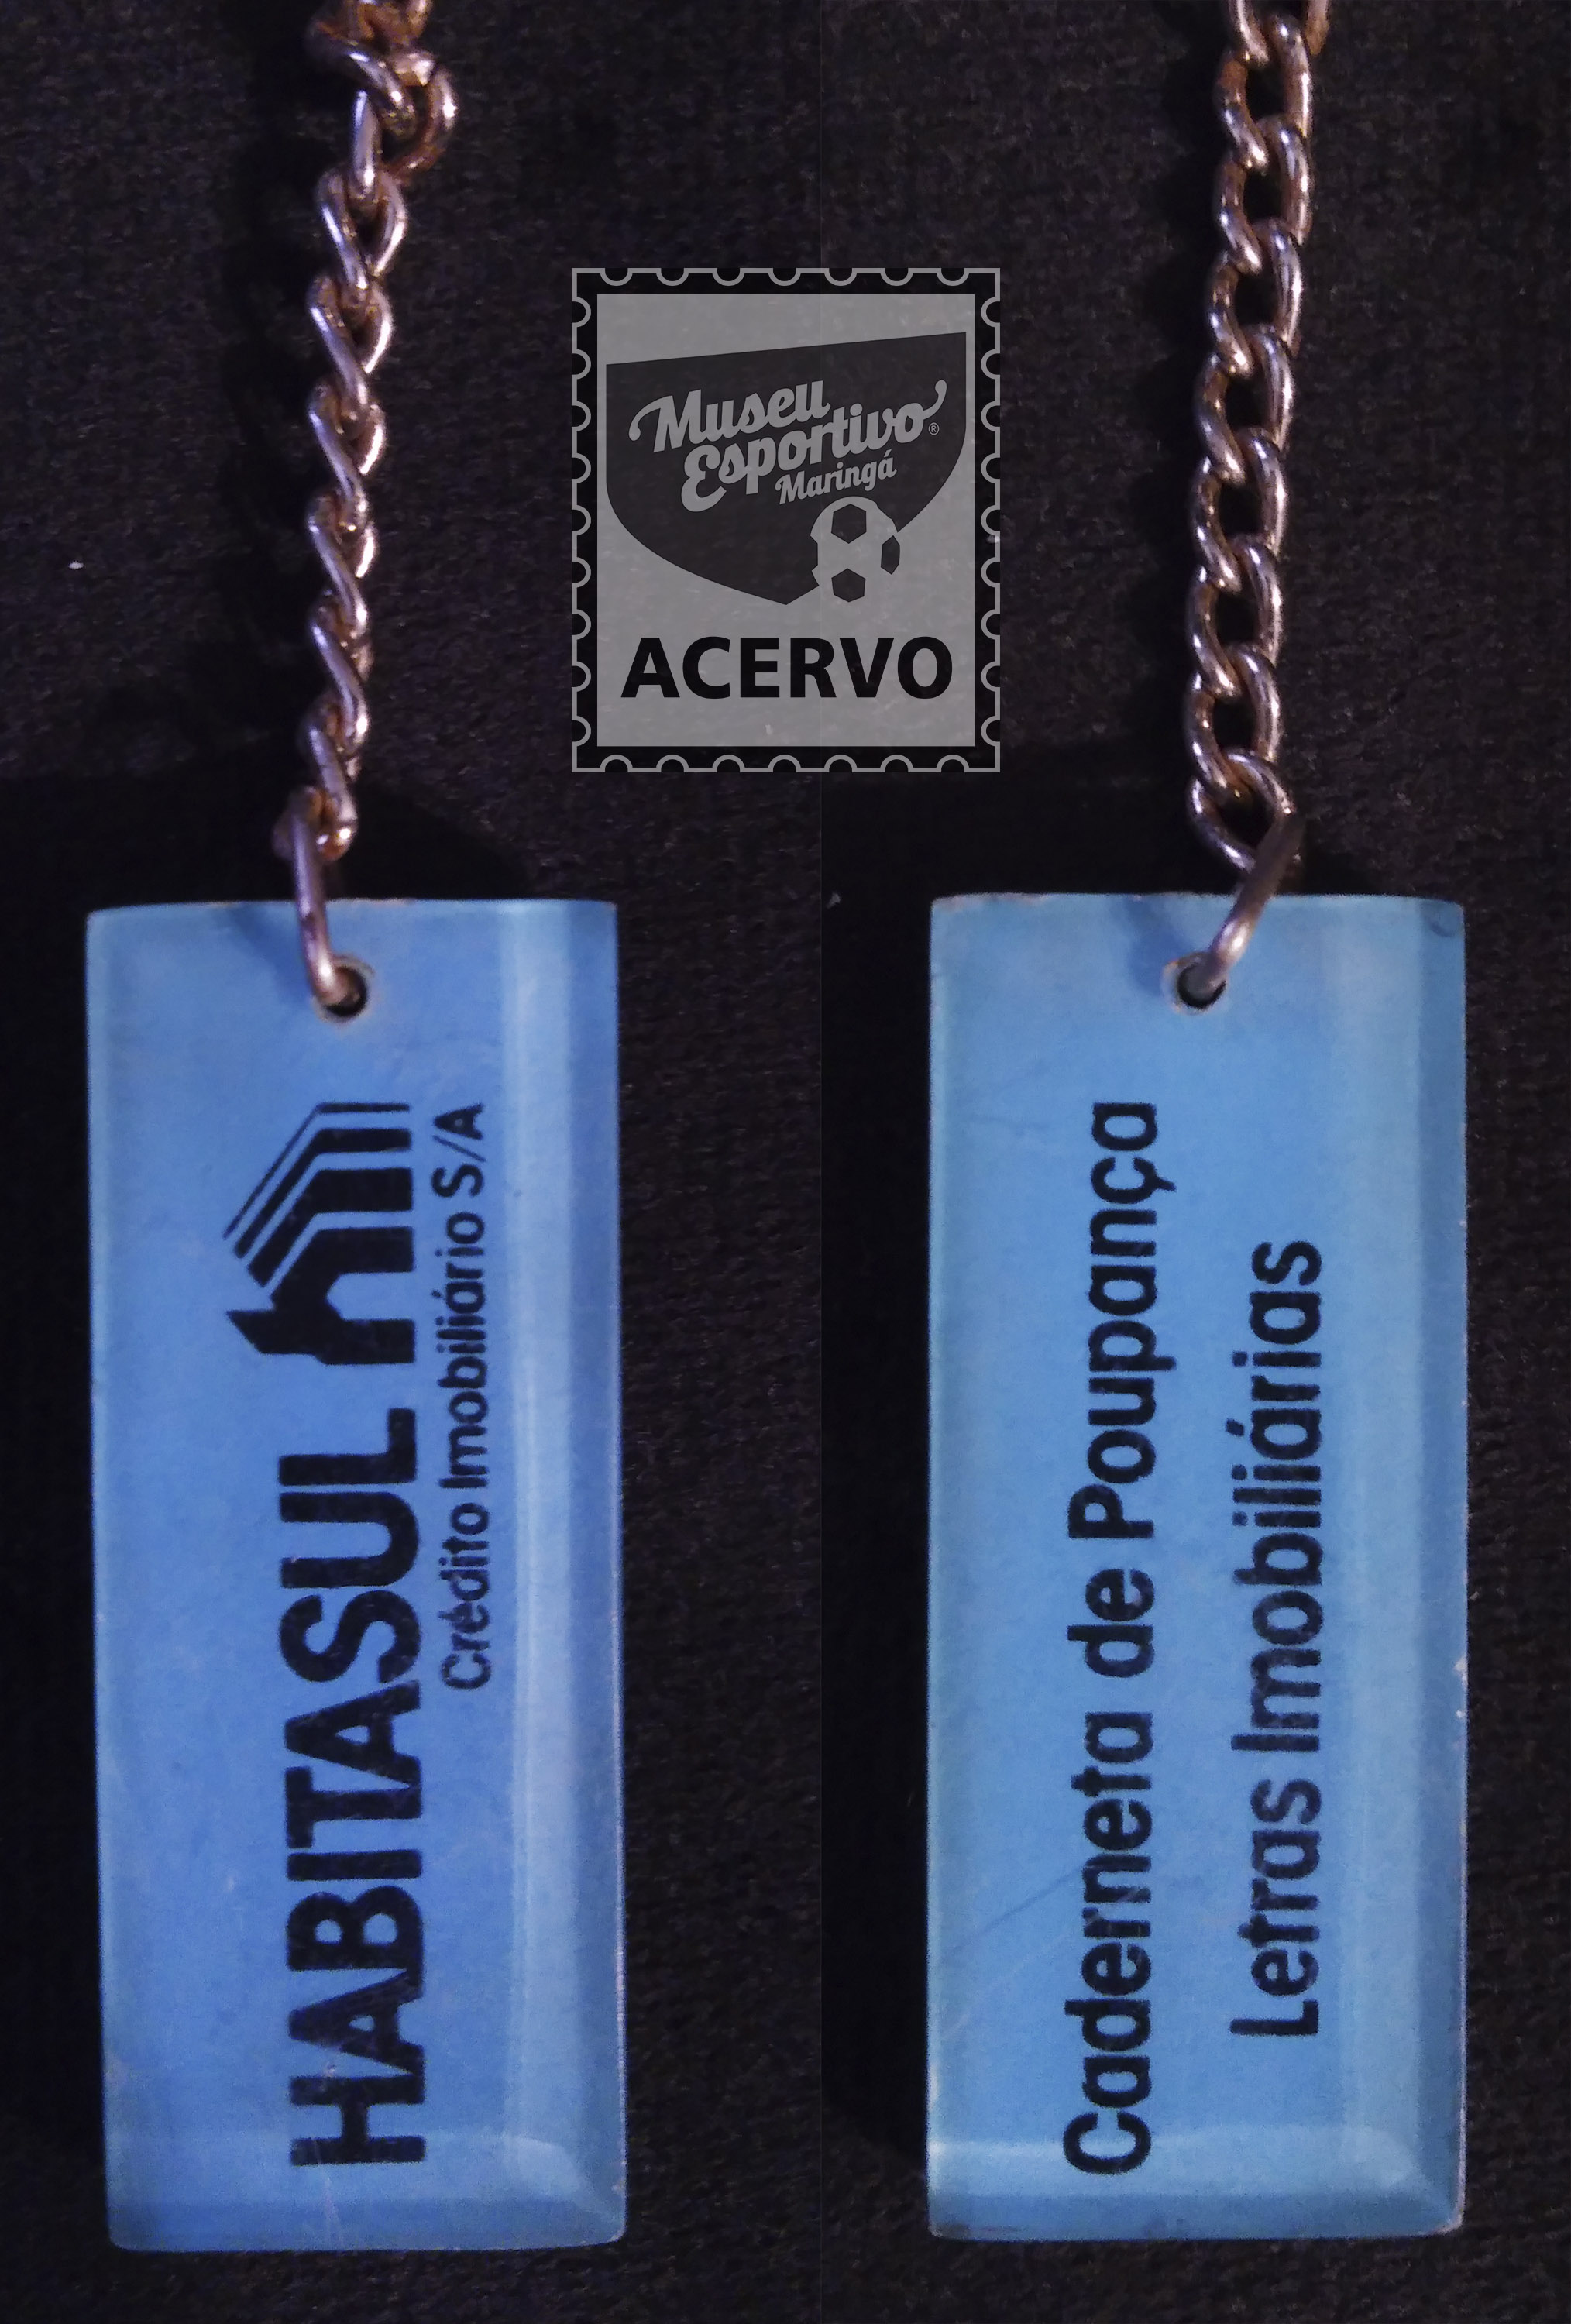 Museu
Esportivo®
Maringá
ACERVO
HABITASUL
Crédito Imobiliário S/A
Caderneta de Poupança
Letras Imobiliárias